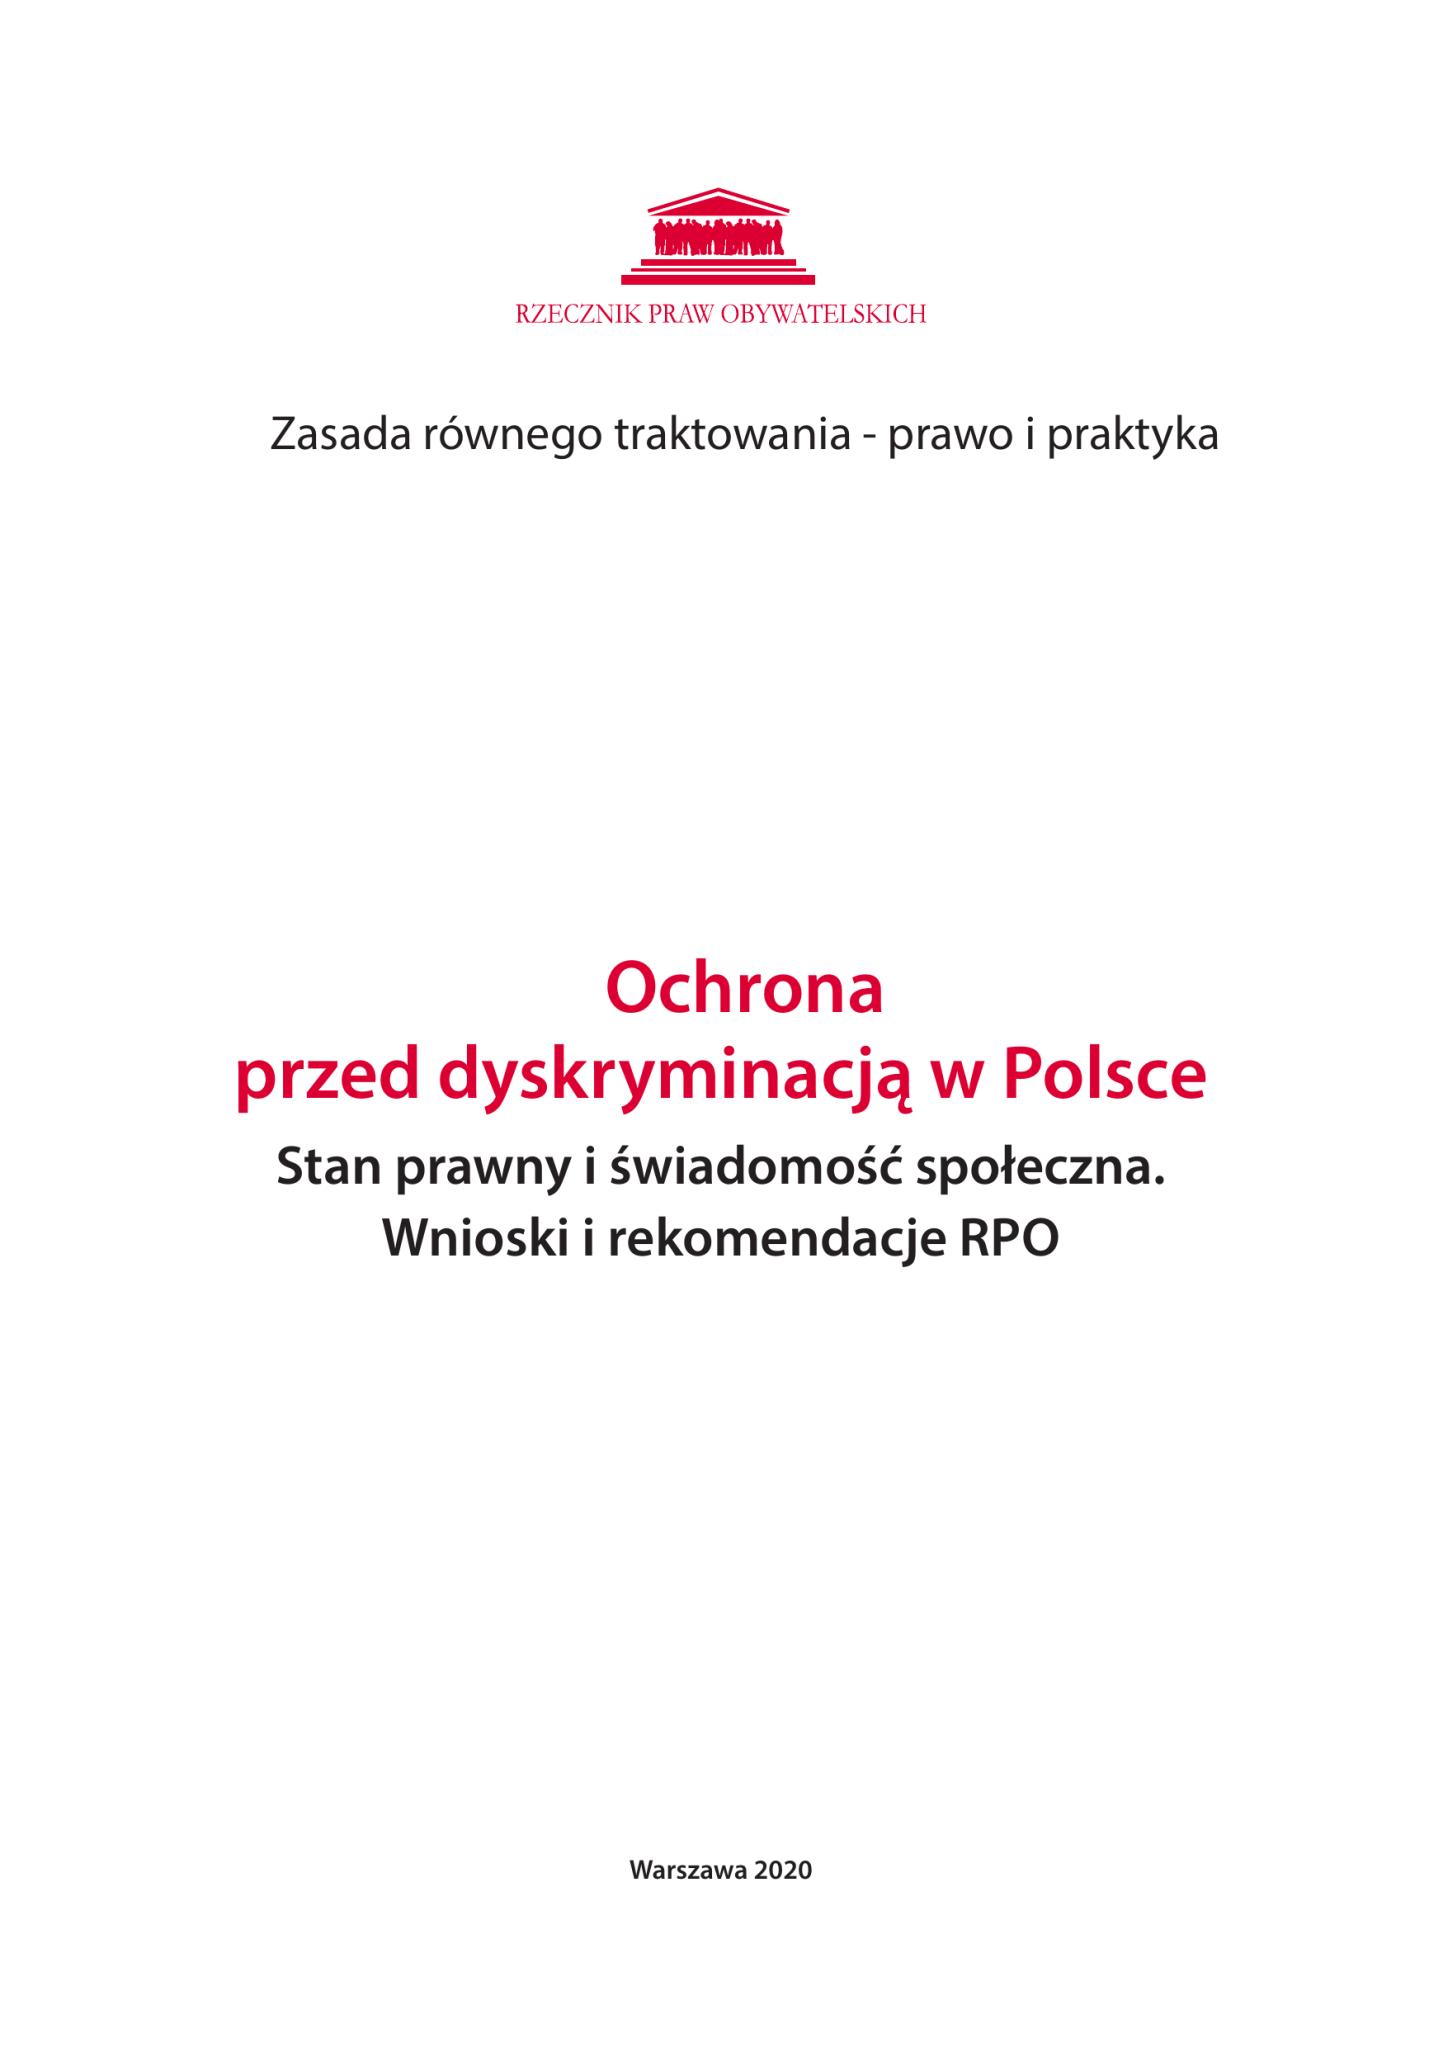 RZECZNIK PRAW OBYWATELSKICH
Zasada równego traktowania - prawo i praktyka
Ochrona
przed dyskryminacją w Polsce
Stan prawny i świadomość społeczna.
Wnioski i rekomendacje RPO
Warszawa 2020